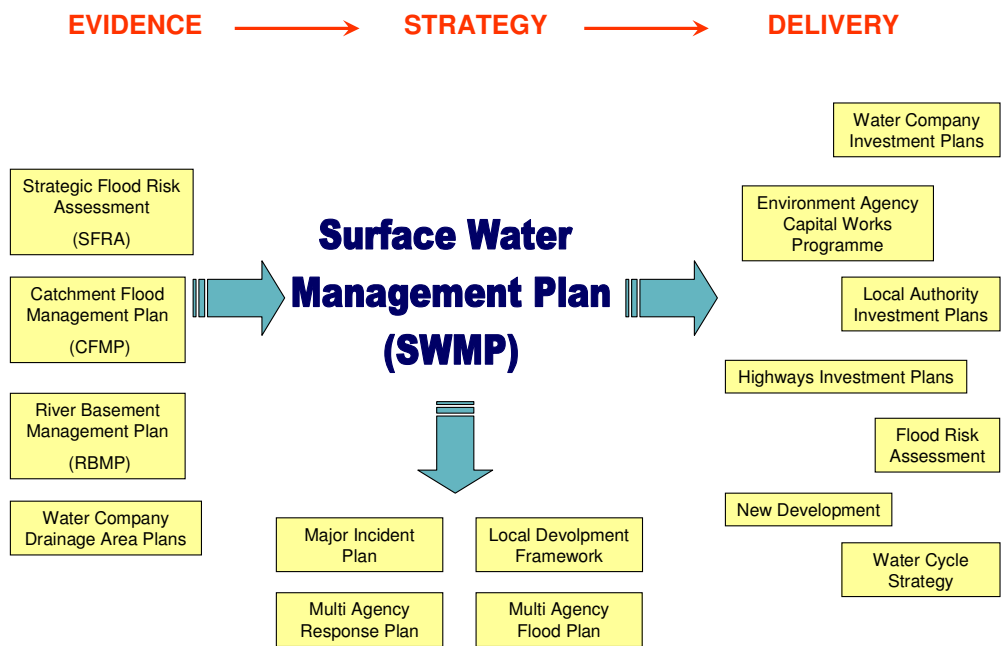 EVIDENCE
STRATEGY
DELIVERY
Strategic Flood Risk
Assessment
(SFRA)
Catchment Flood
Management Plan
(CFMP)
River Basement
Management Plan
(RBMP)
Water Company
Drainage Area Plans
Surface Water
Management Plan
(SWMP)
Major Incident
Plan
Local Devolpment
Framework
Multi Agency
Response Plan
Multi Agency
Flood Plan
Water Company
Investment Plans
Environment Agency
Capital Works
Programme
Local Authority
Investment Plans
Highways Investment Plans
Flood Risk
Assessment
New Development
Water Cycle
Strategy